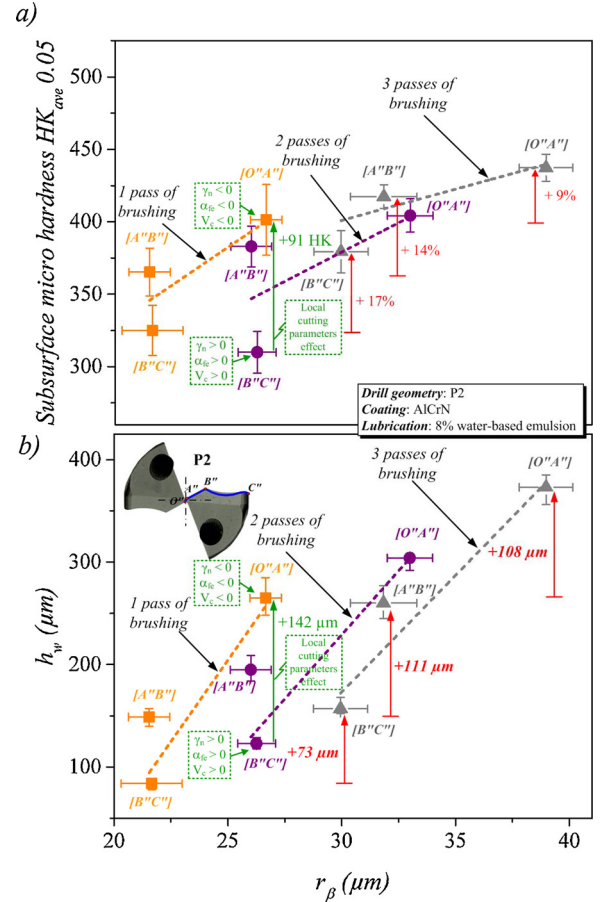 a)
Subsurface micro hardness HKave 0.05
500
450
400
350
300
3 passes of
brushing
2 passes of
brushing
1 pass of
brushing
[O"A"]
[A"B"]
[O"A"]
γn < 0
αfe < 0
Vc < 0
[O"A"]
+ 9%
[A"B"]
[A"B"]
+91 HK
+ 14%
[B"C"]
+ 17%
Local
cutting
parameters
effect
[B"C"]
γn > 0
αfe > 0
Vc > 0
[B"C"]
Drill geometry: P2
Coating: AlCrN
Lubrication: 8% water-based emulsion
b)
hw (μm)
400
300
200
100
P2
O"
A"
B"
C"
3 passes of
brushing
2 passes of
brushing
1 pass of
brushing
[O"A"]
[O"A"]
γn < 0
αfe < 0
Vc < 0
[O"A"]
+108 μm
+142 μm
[A"B"]
Local
cutting
parameters
effect
[A"B"]
[A"B"]
+111 μm
[B"C"]
γn > 0
αfe > 0
Vc > 0
[B"C"]
+73 μm
[B"C"]
20
25
30
35
40
rβ (μm)